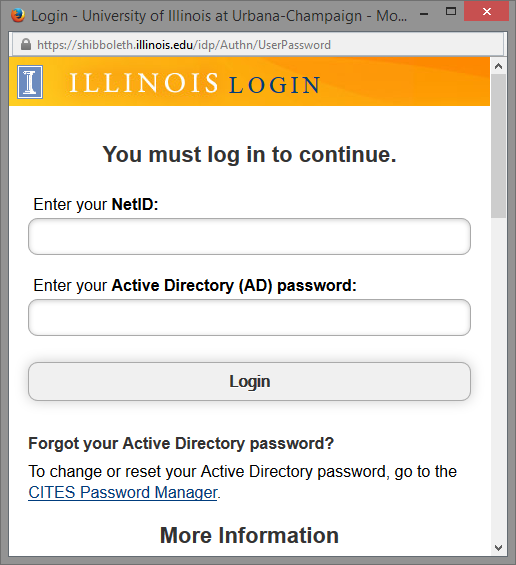 Login - University of Illinois at Urbana-Champaign - Mo...
https://shibboleth.illinois.edu/idp/Authn/UserPassword
I ILLINOIS LOGIN
You must log in to continue.
Enter your NetID:
Enter your Active Directory (AD) password:
Login
Forgot your Active Directory password?
To change or reset your Active Directory password, go to the
CITES Password Manager.
More Information